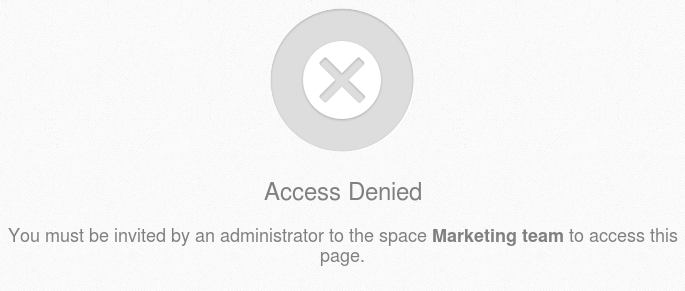 Access Denied
You must be invited by an administrator to the space Marketing team to access this
page.